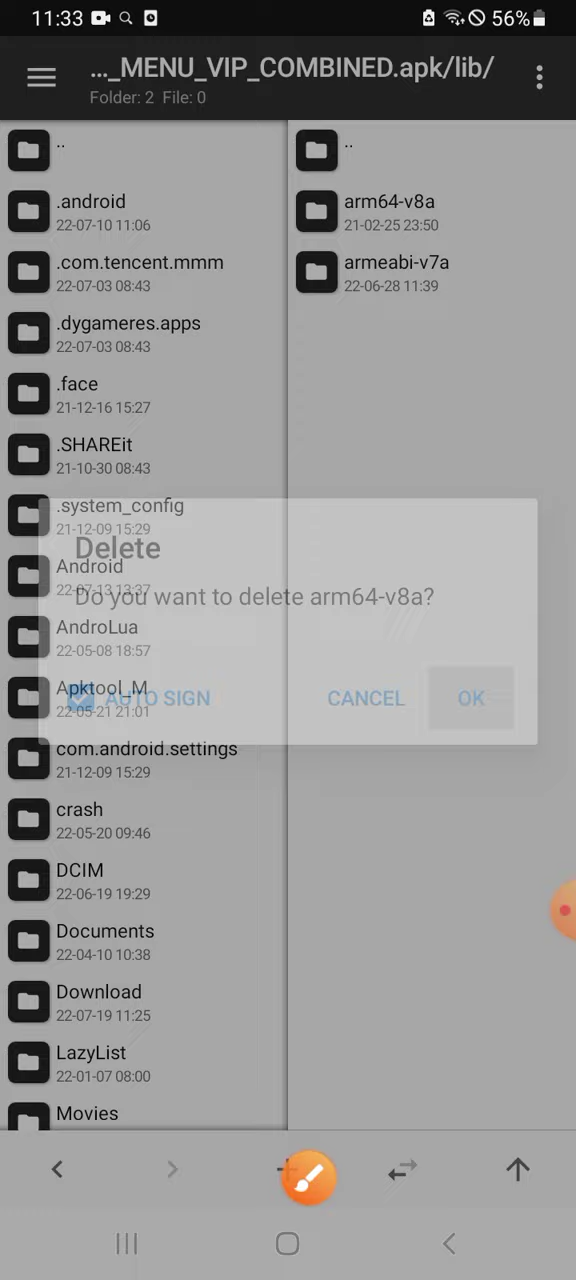 11:33
56%
..._MENU_VIP_COMBINED.apk/lib/
Folder: 2 File: 0
..
.android
22-07-10 11:06
.com.tencent.mmm
22-07-03 08:43
.dygameres.apps
22-07-03 08:43
.face
21-12-16 15:27
.SHAREit
21-10-30 08:43
.system_config
21-12-09 15:29
Android
22-07-13 13:37
AndroLua
22-05-08 18:57
Apktool_M
22-05-21 21:01
com.android.settings
21-12-09 15:29
crash
22-05-20 09:46
DCIM
22-06-19 19:29
Documents
22-04-10 10:38
Download
22-07-19 11:25
LazyList
22-01-07 08:00
Movies
..
arm64-v8a
21-02-25 23:50
armeabi-v7a
22-06-28 11:39
Delete
Do you want to delete arm64-v8a?
AUTO SIGN
CANCEL
OK